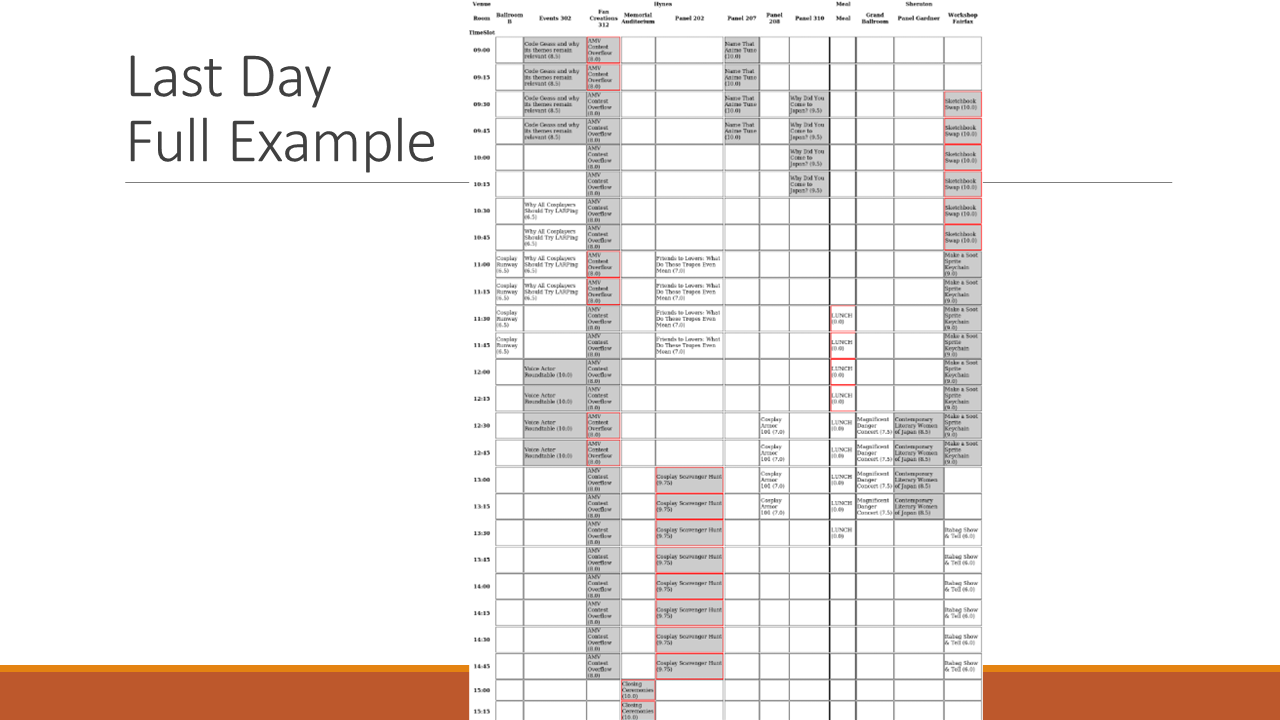 Last Day
Full Example
Venue Hynes Meal Sheraton
Room Ballroom B Events 302 Fan Creations 312 Memorial Auditorium Panel 202 Panel 207 Panel 208 Panel 310 Meal Grand Ballroom Panel Gardner Workshop Fairfax
TimeSlot
09:00 Code Geass and why its themes remain relevant (8.5) AMV Contest Overflow (8.0) Name That Anime Tune (10.0)
09:15 Code Geass and why its themes remain relevant (8.5) AMV Contest Overflow (8.0) Name That Anime Tune (10.0)
09:30 Code Geass and why its themes remain relevant (8.5) AMV Contest Overflow (8.0) Name That Anime Tune (10.0) Why Did You Come to Japan? (9.5) Sketchbook Swap (10.0)
09:45 Code Geass and why its themes remain relevant (8.5) AMV Contest Overflow (8.0) Name That Anime Tune (10.0) Why Did You Come to Japan? (9.5) Sketchbook Swap (10.0)
10:00 AMV Contest Overflow (8.0) Why Did You Come to Japan? (9.5) Sketchbook Swap (10.0)
10:15 AMV Contest Overflow (8.0) Why Did You Come to Japan? (9.5) Sketchbook Swap (10.0)
10:30 Why All Cosplayers Should Try LARPing (6.5) AMV Contest Overflow (8.0) Sketchbook Swap (10.0)
10:45 Why All Cosplayers Should Try LARPing (6.5) AMV Contest Overflow (8.0) Sketchbook Swap (10.0)
11:00 Cosplay Runway (6.5) Why All Cosplayers Should Try LARPing (6.5) AMV Contest Overflow (8.0) Friends to Lovers: What Do These Tropes Even Mean (7.0) Make a Soot Sprite Keychain (9.0)
11:15 Cosplay Runway (6.5) Why All Cosplayers Should Try LARPing (6.5) AMV Contest Overflow (8.0) Friends to Lovers: What Do These Tropes Even Mean (7.0) Make a Soot Sprite Keychain (9.0)
11:30 Cosplay Runway (6.5) AMV Contest Overflow (8.0) Friends to Lovers: What Do These Tropes Even Mean (7.0) LUNCH (0.0) Make a Soot Sprite Keychain (9.0)
11:45 Cosplay Runway (6.5) AMV Contest Overflow (8.0) Friends to Lovers: What Do These Tropes Even Mean (7.0) LUNCH (0.0) Make a Soot Sprite Keychain (9.0)
12:00 Voice Actor Roundtable (10.0) AMV Contest Overflow (8.0) LUNCH (0.0) Make a Soot Sprite Keychain (9.0)
12:15 Voice Actor Roundtable (10.0) AMV Contest Overflow (8.0) LUNCH (0.0) Make a Soot Sprite Keychain (9.0)
12:30 Voice Actor Roundtable (10.0) AMV Contest Overflow (8.0) Cosplay Armor 101 (7.0) LUNCH (0.0) Magnificent Danger Concert (7.5) Contemporary Literary Women of Japan (8.5) Make a Soot Sprite Keychain (9.0)
12:45 Voice Actor Roundtable (10.0) AMV Contest Overflow (8.0) Cosplay Armor 101 (7.0) LUNCH (0.0) Magnificent Danger Concert (7.5) Contemporary Literary Women of Japan (8.5) Make a Soot Sprite Keychain (9.0)
13:00 AMV Contest Overflow (8.0) Cosplay Scavenger Hunt (9.75) Cosplay Armor 101 (7.0) LUNCH (0.0) Magnificent Danger Concert (7.5) Contemporary Literary Women of Japan (8.5)
13:15 AMV Contest Overflow (8.0) Cosplay Scavenger Hunt (9.75) Cosplay Armor 101 (7.0) LUNCH (0.0) Magnificent Danger Concert (7.5) Contemporary Literary Women of Japan (8.5)
13:30 AMV Contest Overflow (8.0) Cosplay Scavenger Hunt (9.75) LUNCH (0.0) Itabag Show & Tell (6.0)
13:45 AMV Contest Overflow (8.0) Cosplay Scavenger Hunt (9.75) Itabag Show & Tell (6.0)
14:00 AMV Contest Overflow (8.0) Cosplay Scavenger Hunt (9.75) Itabag Show & Tell (6.0)
14:15 AMV Contest Overflow (8.0) Cosplay Scavenger Hunt (9.75) Itabag Show & Tell (6.0)
14:30 AMV Contest Overflow (8.0) Cosplay Scavenger Hunt (9.75) Itabag Show & Tell (6.0)
14:45 AMV Contest Overflow (8.0) Cosplay Scavenger Hunt (9.75) Itabag Show & Tell (6.0)
15:00 Closing Ceremonies (10.0)
15:15 Closing Ceremonies (10.0)